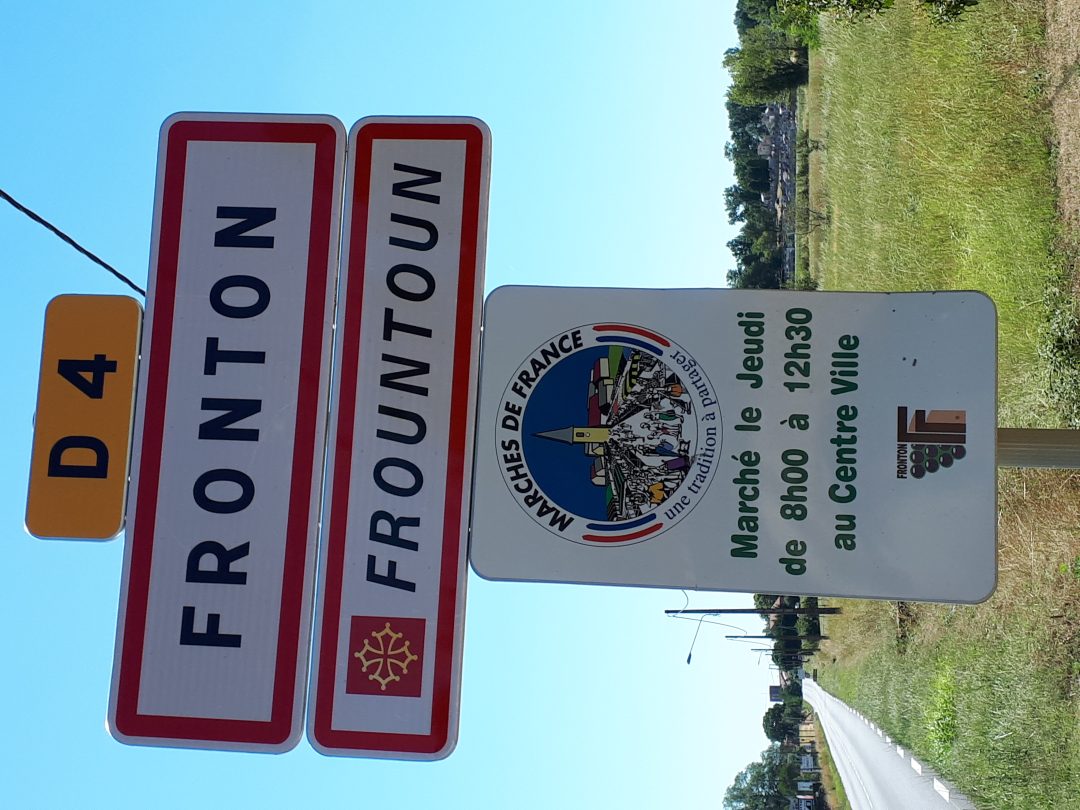 D 4
FRONTON
FROUNTOUN
MARCHES DE FRANCE
une tradition à partager
Marché le Jeudi
de 8h00 à 12h30
au Centre Ville
FRONTON